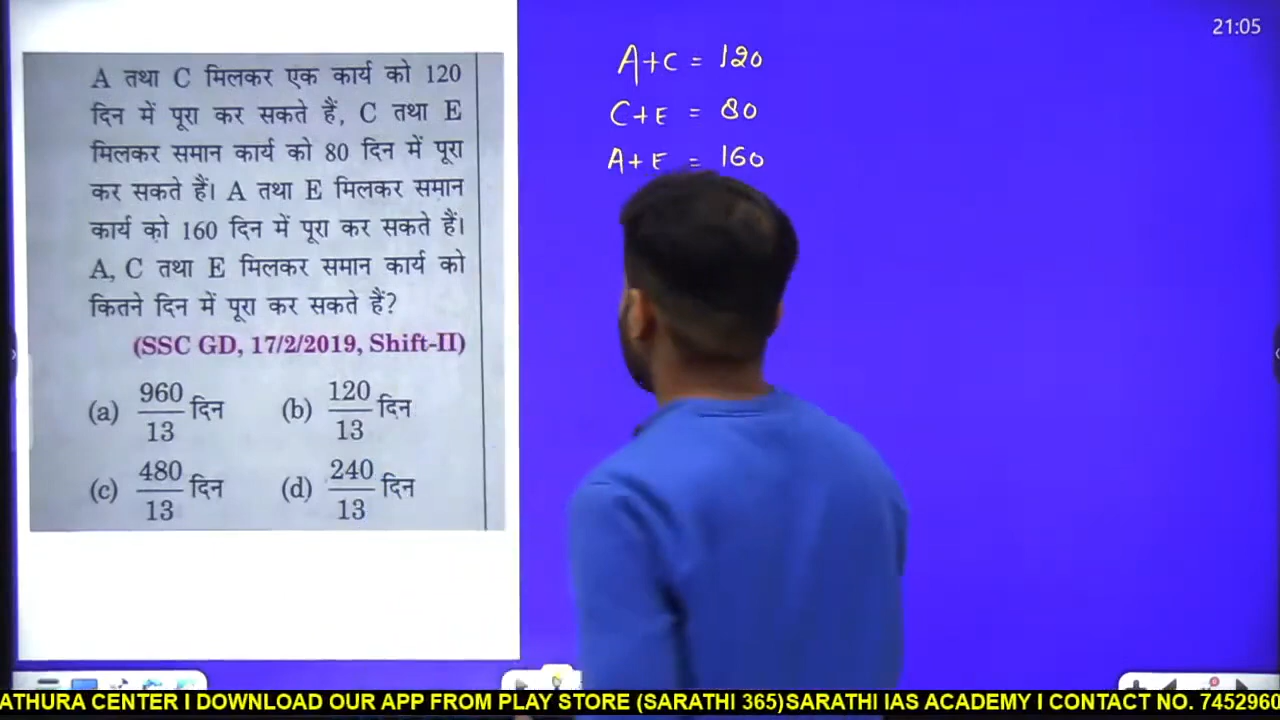 21:05
A तथा C मिलकर एक कार्य को 120
दिन में पूरा कर सकते हैं, C तथा E
मिलकर समान कार्य को 80 दिन में पूरा
कर सकते हैं। A तथा E मिलकर समान
कार्य को 160 दिन में पूरा कर सकते हैं।
A, C तथा E मिलकर समान कार्य को
कितने दिन में पूरा कर सकते हैं?
(SSC GD, 17/2/2019, Shift-II)
(a) 960/13 दिन (b) 120/13 दिन
(c) 480/13 दिन (d) 240/13 दिन
A+C = 120
C+E = 80
A+E = 160
ATHURA CENTER I DOWNLOAD OUR APP FROM PLAY STORE (SARATHI 365)SARATHI IAS ACADEMY I CONTACT NO. 7452960